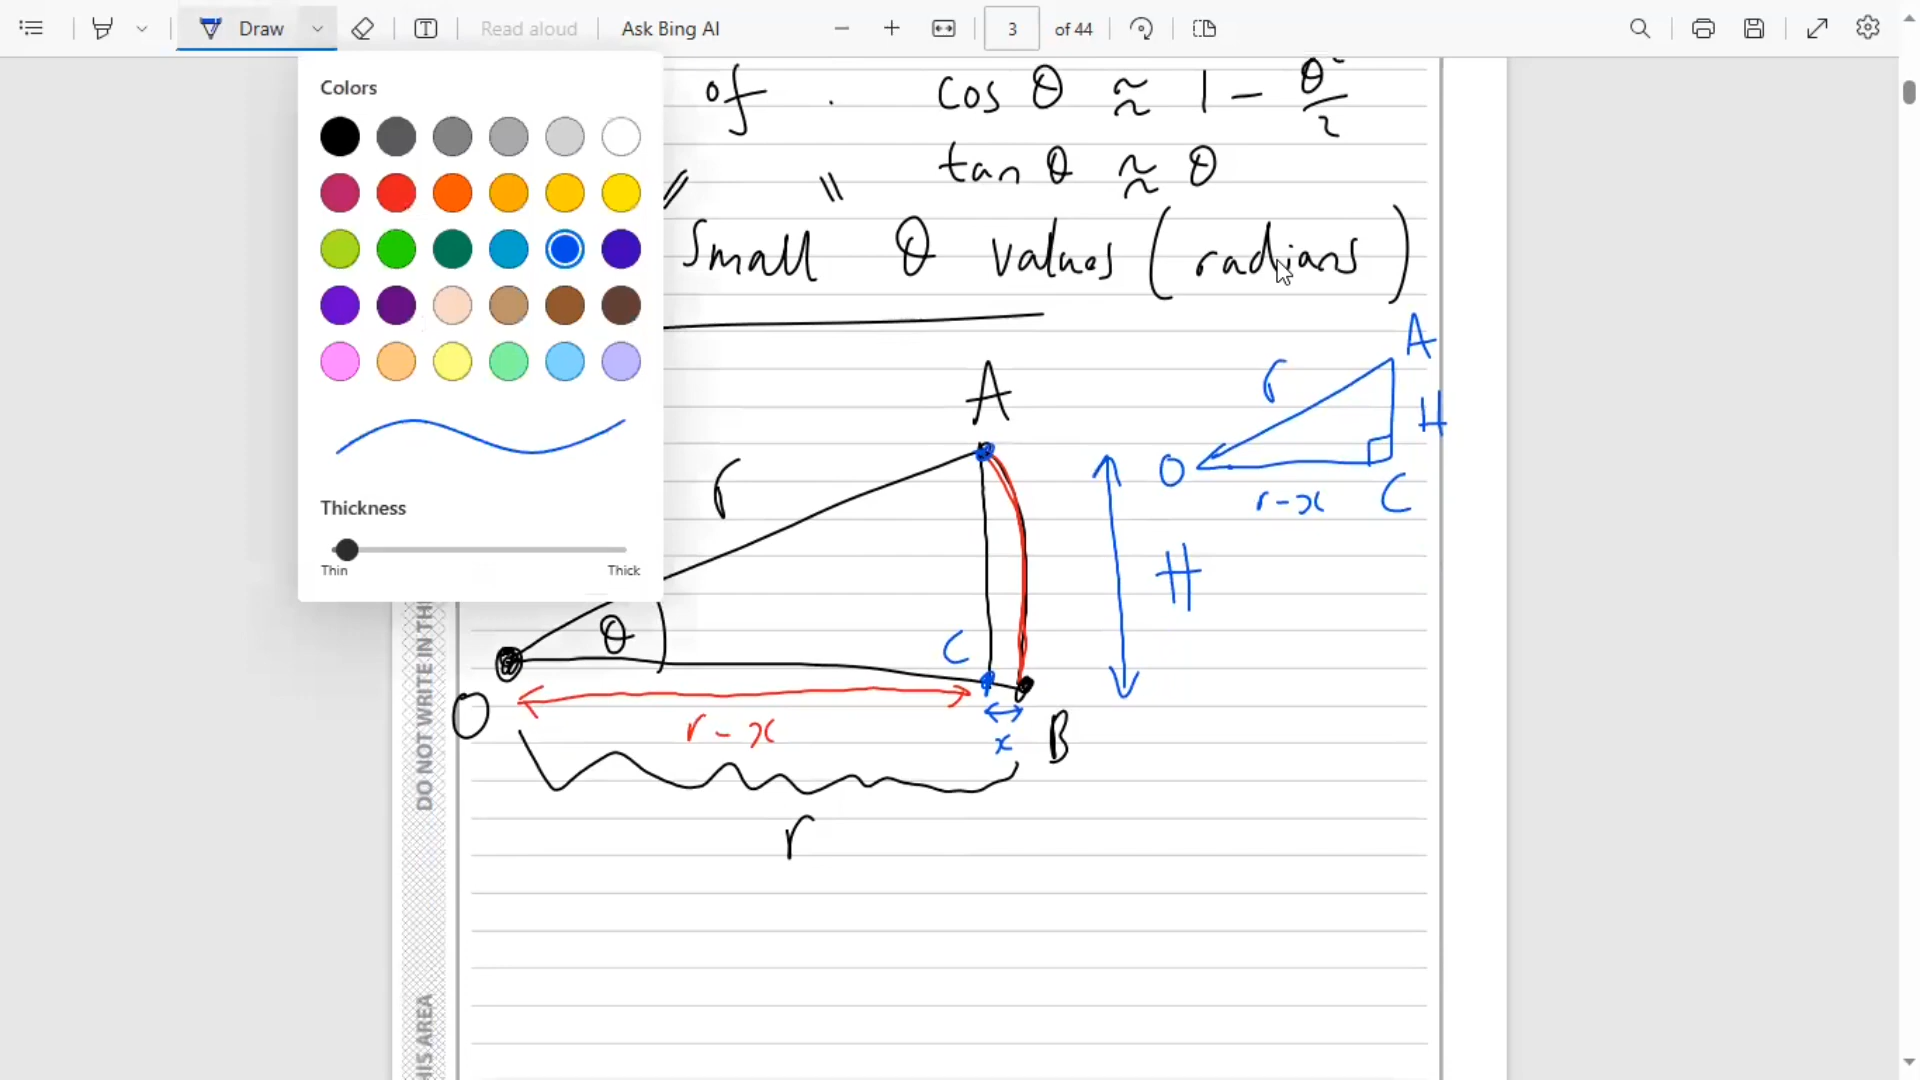 Draw
Read aloud
Ask Bing AI
3 of 44
Colors
Thickness
Thin
Thick
of . cos θ ≈ 1 - θ²/2
tan θ ≈ θ
" "
Small θ values (radians)
A
r
H
O
r-x
C
A
r
H
θ
C
O
r-x
x
B
r
DO NOT WRITE IN TH
HIS AREA